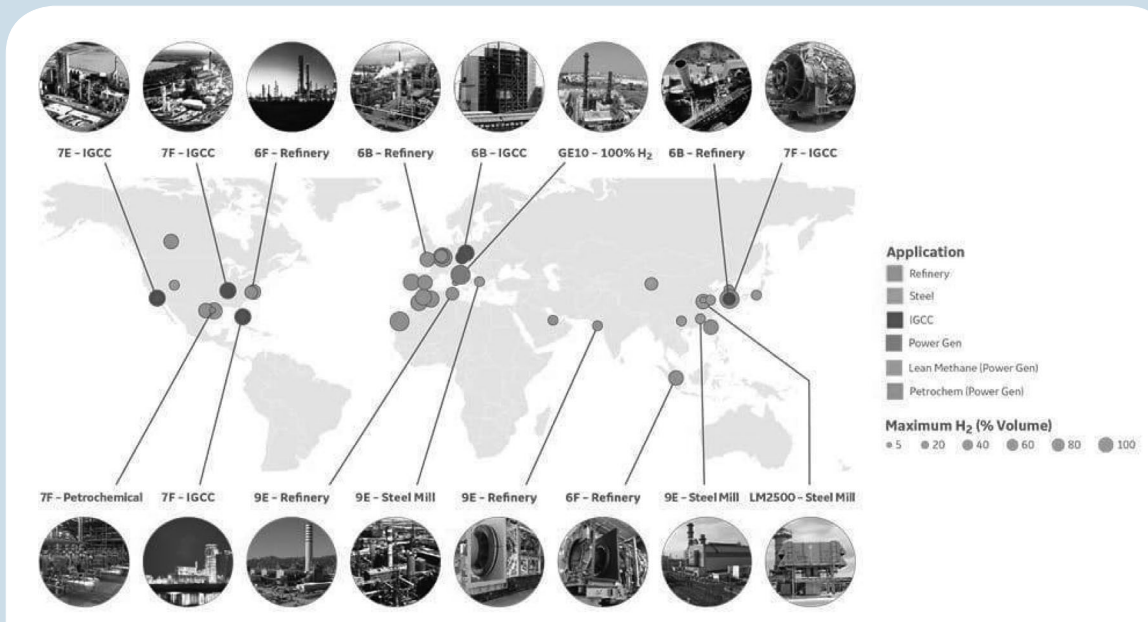 7E – IGCC
7F – IGCC
6F – Refinery
6B – Refinery
6B – IGCC
GE10 – 100% H₂
6B – Refinery
7F – IGCC
Application
Refinery
Steel
IGCC
Power Gen
Lean Methane (Power Gen)
Petrochem (Power Gen)
Maximum H₂ (% Volume)
5 20 40 60 80 100
7F – Petrochemical
7F – IGCC
9E – Refinery
9E – Steel Mill
9E – Refinery
6F – Refinery
9E – Steel Mill
LM2500 – Steel Mill